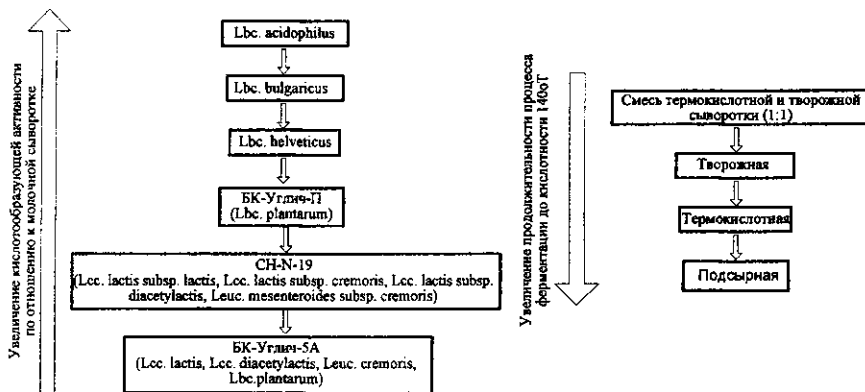 Увеличение кислотообразующей активности
по отношению к молочной сыворотке
Lbc. acidophilus
Lbc. bulgaricus
Lbc. helveticus
БК-Углич-П
(Lbc. plantarum)
CH-N-19
(Lcc. lactis subsp. lactis, Lcc. lactis subsp. cremoris, Lcc. lactis subsp.
diacetylactis, Leuc. mesenteroides subsp. cremoris)
БК-Углич-5А
(Lcc. lactis, Lcc. diacetylactis, Leuc. cremoris,
Lbc.plantarum)
Увеличение продолжительности процесса
ферментации до кислотности 140оТ
Смесь термокислотной и творожной
сыворотки (1:1)
Творожная
Термокислотная
Подсырная